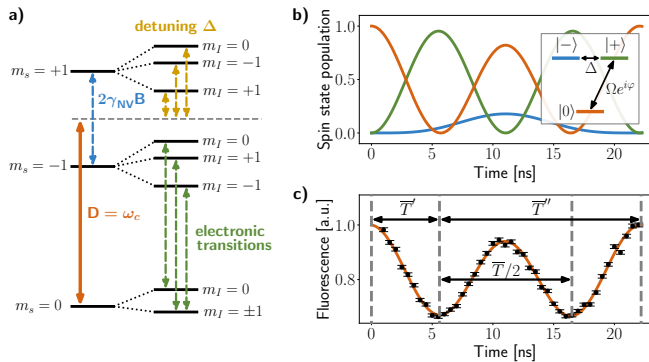 a)
detuning Δ
m_I = 0
m_I = −1
m_s = +1
m_I = +1
2γ_NV B
m_I = 0
m_I = +1
m_s = −1
m_I = −1
D = ω_c
electronic
transitions
m_I = 0
m_s = 0
m_I = ±1
b)
Spin state population
1.0
0.5
0.0
|−⟩
|+⟩
Δ
Ωe^{iφ}
|0⟩
0
5
10
15
20
Time [ns]
c)
Fluorescence [a.u.]
1.0
0.8
T̅′
T̅″
T̅/2
0
5
10
15
20
Time [ns]